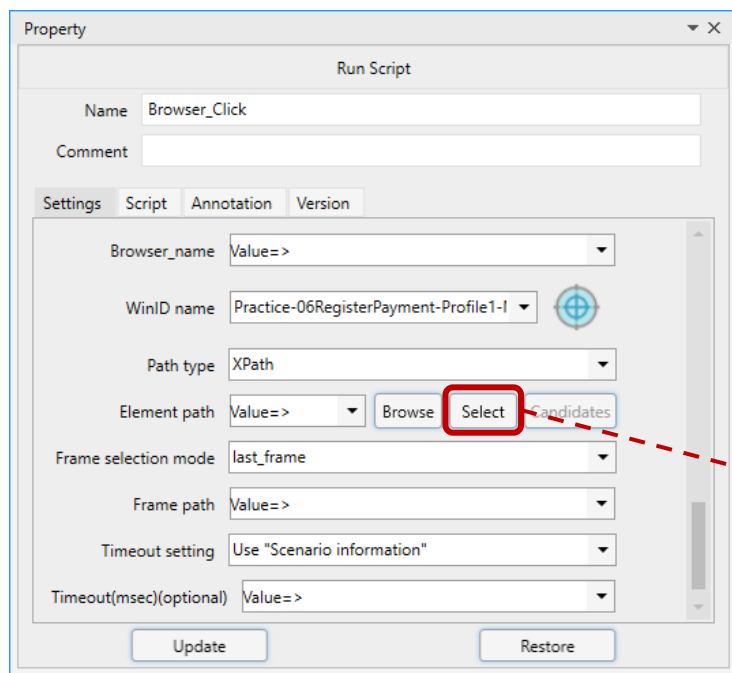 Property
Run Script
Name Browser_Click
Comment
Settings Script Annotation Version
Browser_name Value=>
WinID name Practice-06RegisterPayment-Profile1-
Path type XPath
Element path Value=> Browse Select Candidates
Frame selection mode last_frame
Frame path Value=>
Timeout setting Use "Scenario information"
Timeout(msec)(optional) Value=>
Update Restore